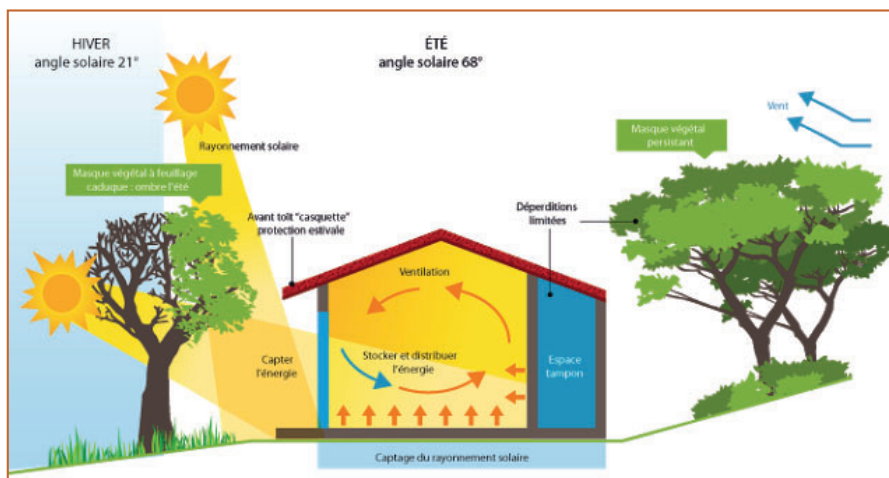 HIVER
angle solaire 21°
ÉTÉ
angle solaire 68°
Vent
Masque végétal
persistant
Rayonnement solaire
Masque végétal à feuillage
caduque : ombre l'été
Avant toit "casquette"
protection estivale
Déperditions
limitées
Ventilation
Capter
l'énergie
Stocker et distribuer
l'énergie
Espace
tampon
Captage du rayonnement solaire